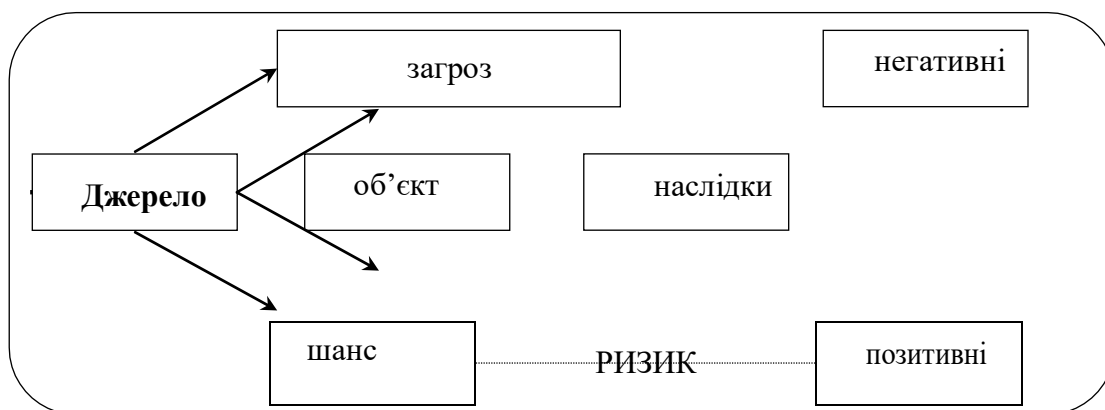 загроз
негативні
Джерело
об’єкт
наслідки
шанс
РИЗИК
позитивні